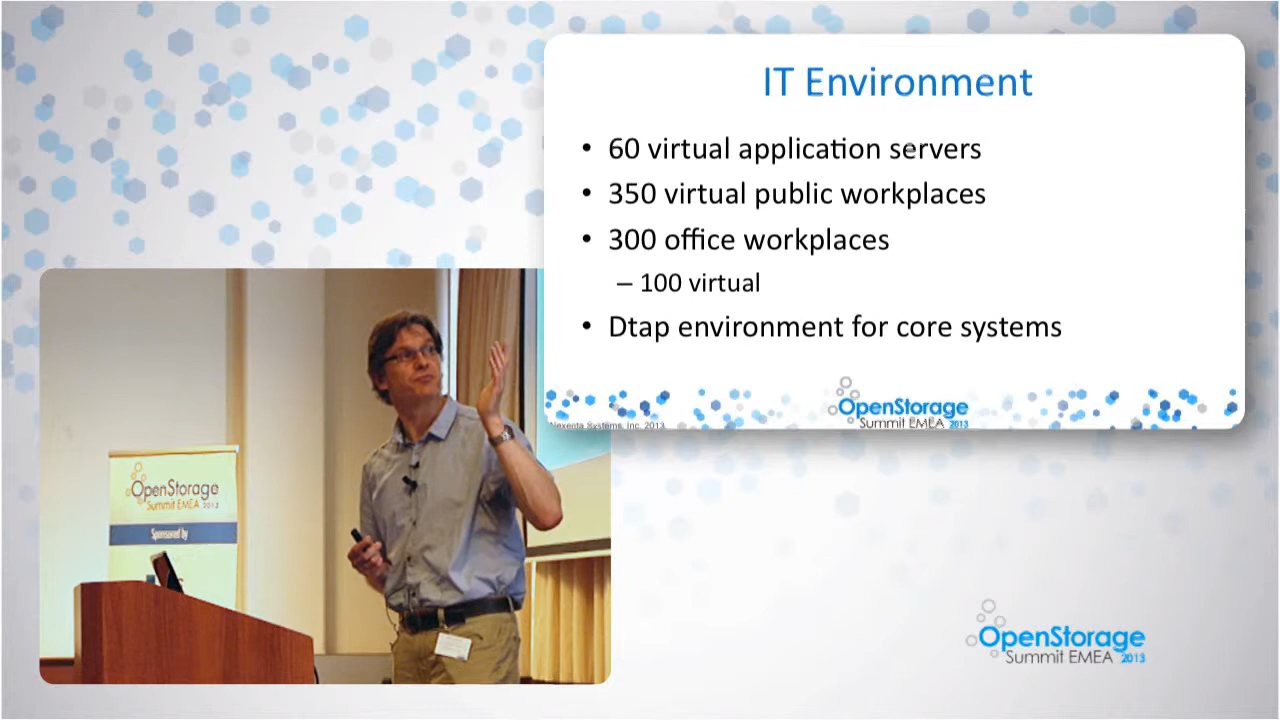 IT Environment
• 60 virtual application servers
• 350 virtual public workplaces
• 300 office workplaces
– 100 virtual
• Dtap environment for core systems
OpenStorage
Summit EMEA 2013
Nexenta Systems, Inc. 2013
OpenStorage
Summit EMEA 2013
Sponsored by
OpenStorage
Summit EMEA 2013